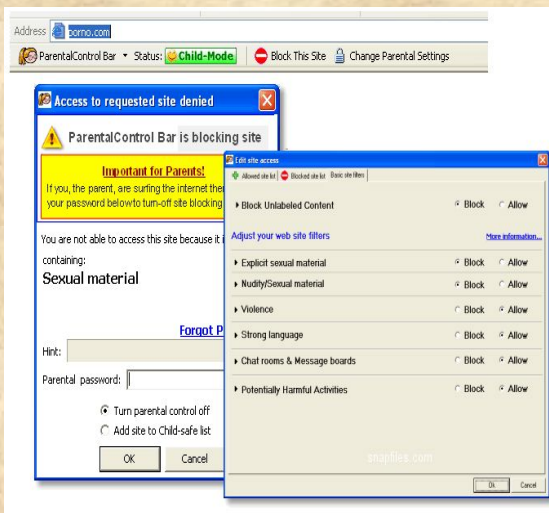 Address porno.com
ParentalControl Bar Status: Child-Mode Block This Site Change Parental Settings
Access to requested site denied
ParentalControl Bar is blocking site
Important for Parents!
If you, the parent, are surfing the internet then
your password below to turn-off site blocking
You are not able to access this site because it i
containing:
Sexual material
Forgot P
Hint:
Parental password:
Turn parental control off
Add site to Child-safe list
OK Cancel
Edit site access
Allowed site list Blocked site list Basic site filters
Block Unlabeled Content Block Allow
Adjust your web site filters More information...
Explicit sexual material Block Allow
Nudity/Sexual material Block Allow
Violence Block Allow
Strong language Block Allow
Chat rooms & Message boards Block Allow
Potentially Harmful Activities Block Allow
snapfiles.com
Ok Cancel